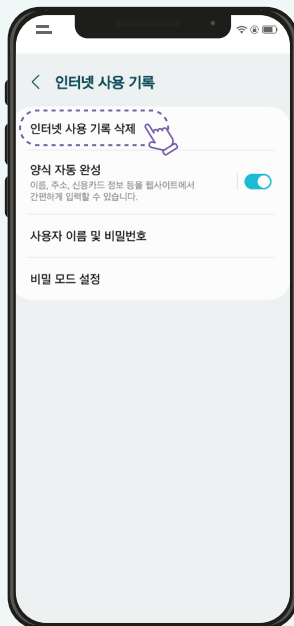 인터넷 사용 기록
인터넷 사용 기록 삭제
양식 자동 완성
이름, 주소, 신용카드 정보 등을 웹사이트에서
간편하게 입력할 수 있습니다.
사용자 이름 및 비밀번호
비밀 모드 설정